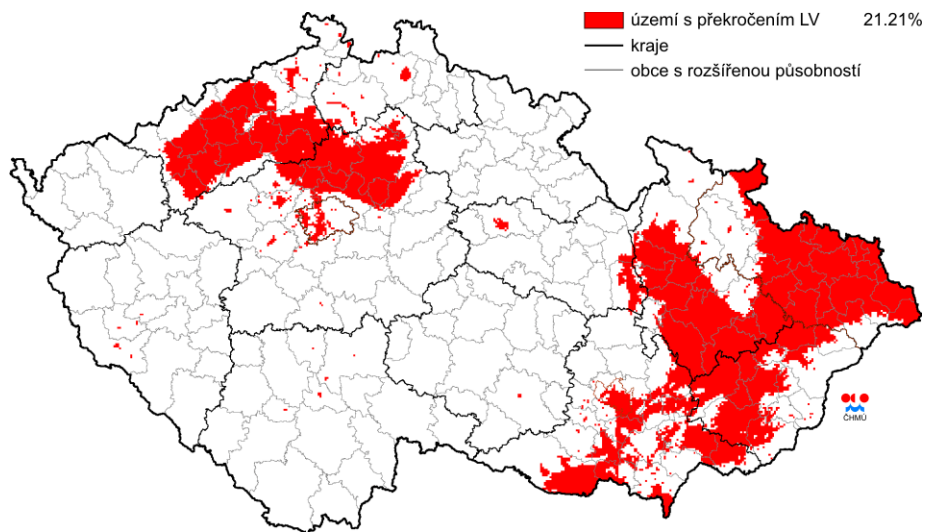 území s překročením LV 21.21%
kraje
obce s rozšířenou působností
ČHMÚ